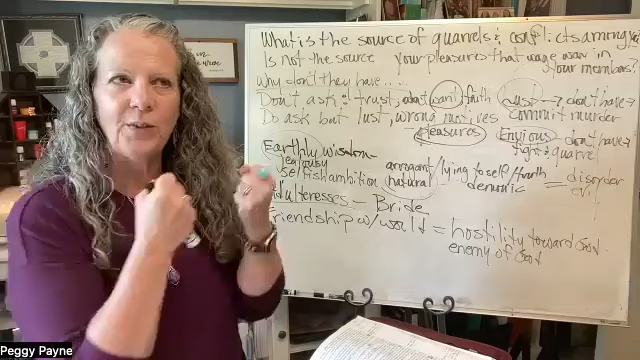 What is the source of quarrels & conflicts among you?
Is not the source your pleasures that wage war in your members?
Why don't they have....
Don't ask: trust, want faith Lust → don't have → commit murder
Do ask but lust, wrong motives
pleasures Envious → don't have → fight & quarrel
Earthly wisdom –
jealousy
selfish ambition arrogant / lying to self/truth = disorder
natural demonic evil
Adulteresses – Bride
Friendship w/world = hostility toward God
enemy of God
Peggy Payne